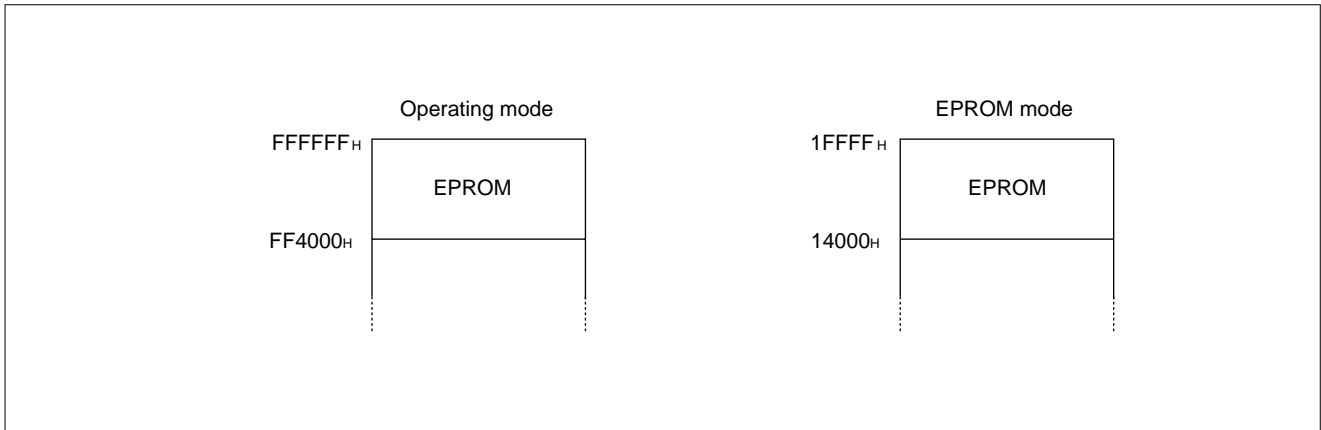 Operating mode
EPROM mode
FFFFFFH
1FFFFH
EPROM
EPROM
FF4000H
14000H